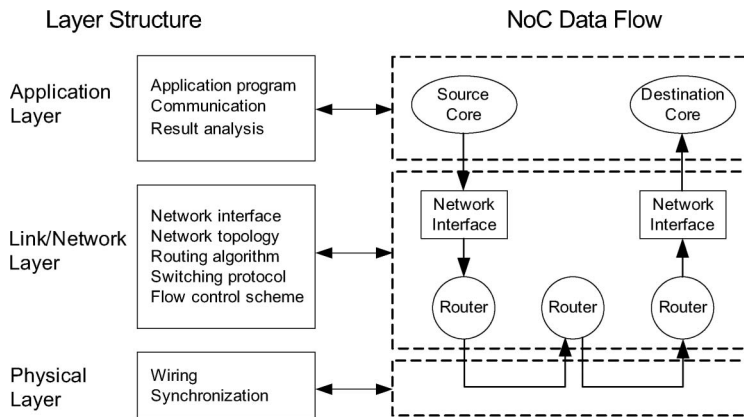 Layer Structure
NoC Data Flow
Application
Layer
Application program
Communication
Result analysis
Source
Core
Destination
Core
Link/Network
Layer
Network interface
Network topology
Routing algorithm
Switching protocol
Flow control scheme
Network
Interface
Network
Interface
Router
Router
Router
Physical
Layer
Wiring
Synchronization